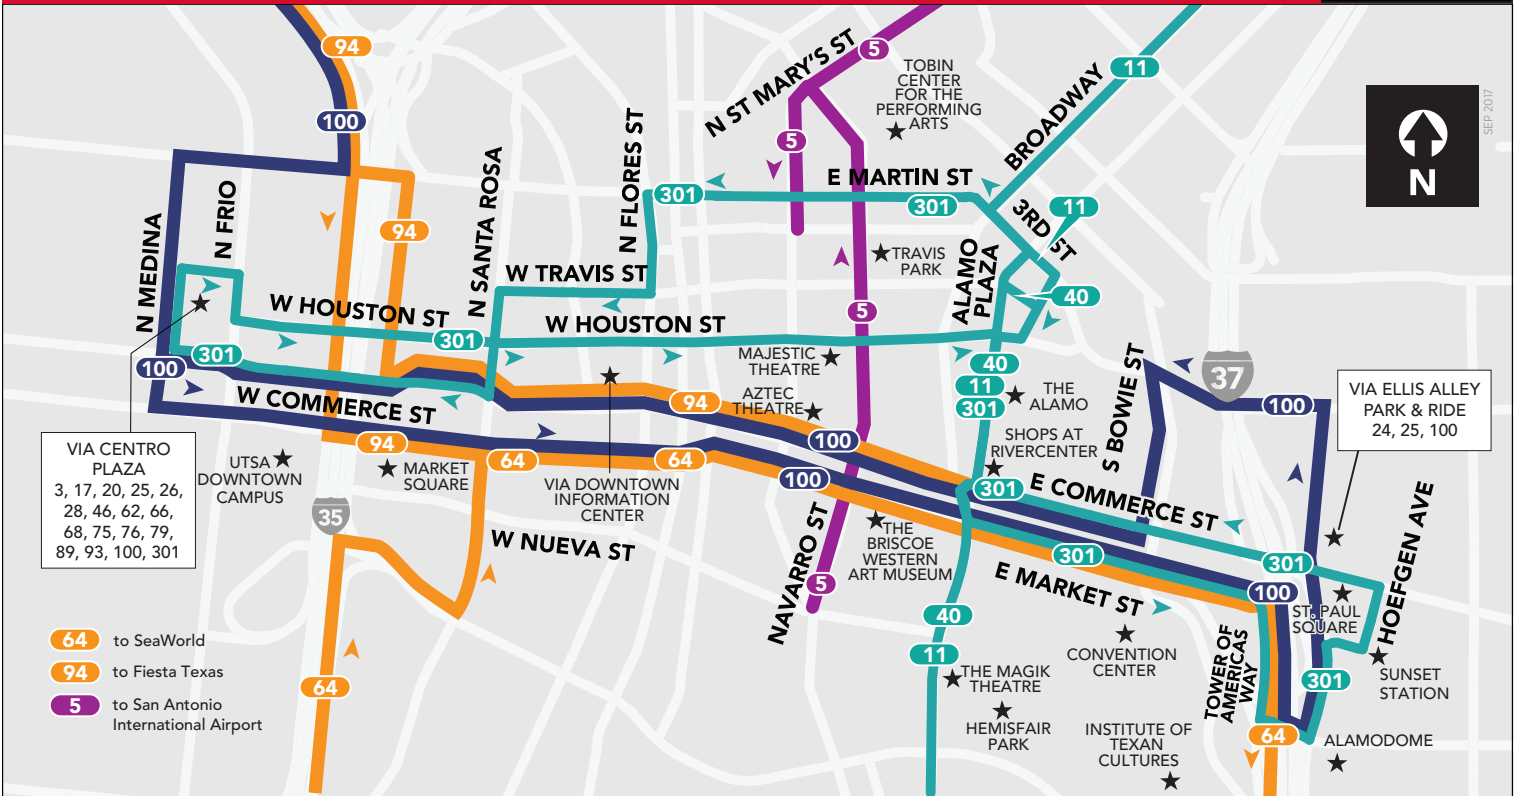 94
5
11
N ST MARY'S ST
TOBIN
CENTER
FOR THE
PERFORMING
ARTS
BROADWAY
SEP 2017
N
100
5
E MARTIN ST
301
301
11
3RD ST
N FRIO
N MEDINA
94
N SANTA ROSA
N FLORES ST
TRAVIS
PARK
ALAMO
PLAZA
W TRAVIS ST
40
W HOUSTON ST
301
W HOUSTON ST
5
100
301
MAJESTIC
THEATRE
40
11
301
THE
ALAMO
S BOWIE ST
37
100
VIA ELLIS ALLEY
PARK & RIDE
24, 25, 100
W COMMERCE ST
94
AZTEC
THEATRE
100
SHOPS AT
RIVERCENTER
VIA CENTRO
PLAZA
3, 17, 20, 25, 26,
28, 46, 62, 66,
68, 75, 76, 79,
89, 93, 100, 301
94
UTSA
DOWNTOWN
CAMPUS
MARKET
SQUARE
64
64
VIA DOWNTOWN
INFORMATION
CENTER
100
301
E COMMERCE ST
35
W NUEVA ST
NAVARRO ST
THE
BRISCOE
WESTERN
ART MUSEUM
301
301
E MARKET ST
HOEFGEN AVE
5
100
ST. PAUL
SQUARE
40
11
CONVENTION
CENTER
TOWER OF
AMERICAS
WAY
64
to SeaWorld
94
to Fiesta Texas
5
to San Antonio
International Airport
64
THE MAGIK
THEATRE
HEMISFAIR
PARK
301
SUNSET
STATION
INSTITUTE OF
TEXAN
CULTURES
64
ALAMODOME